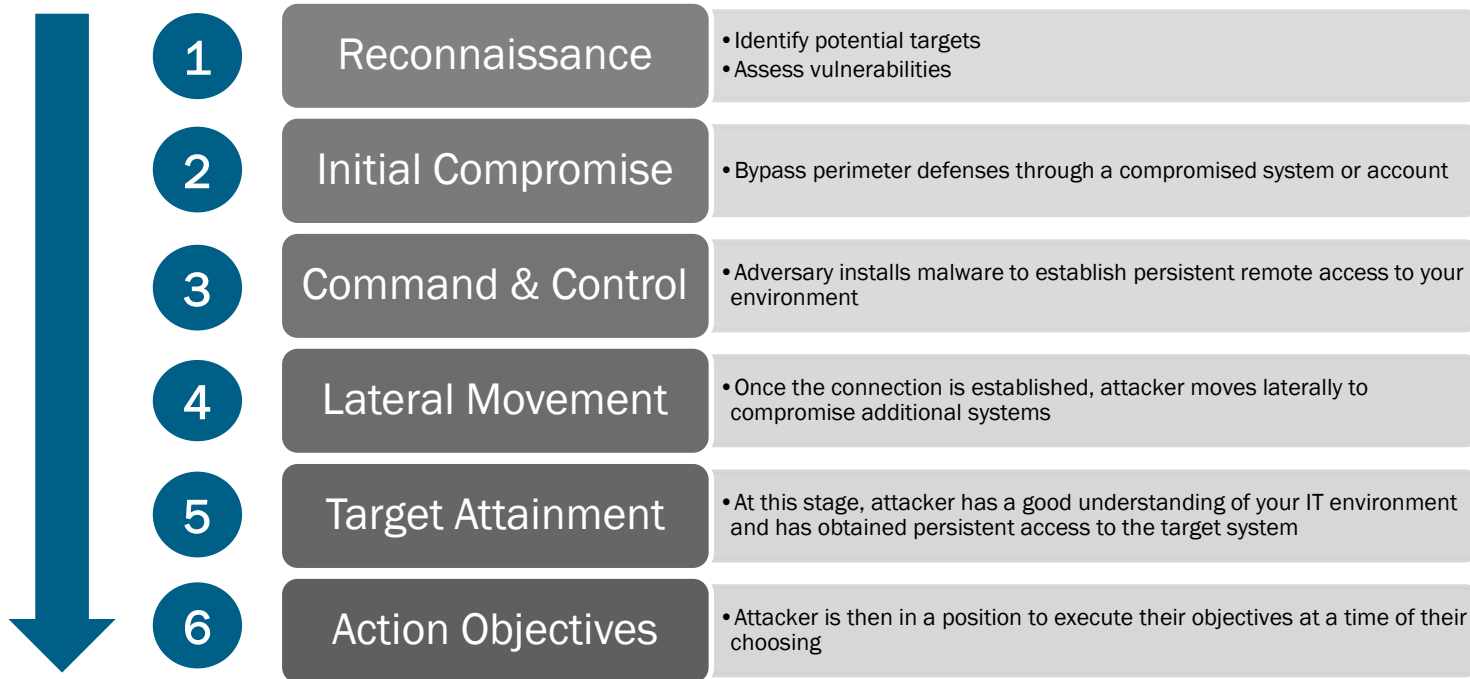 1
Reconnaissance
•Identify potential targets
•Assess vulnerabilities
2
Initial Compromise
•Bypass perimeter defenses through a compromised system or account
3
Command & Control
•Adversary installs malware to establish persistent remote access to your
environment
4
Lateral Movement
•Once the connection is established, attacker moves laterally to
compromise additional systems
5
Target Attainment
•At this stage, attacker has a good understanding of your IT environment
and has obtained persistent access to the target system
6
Action Objectives
•Attacker is then in a position to execute their objectives at a time of their
choosing